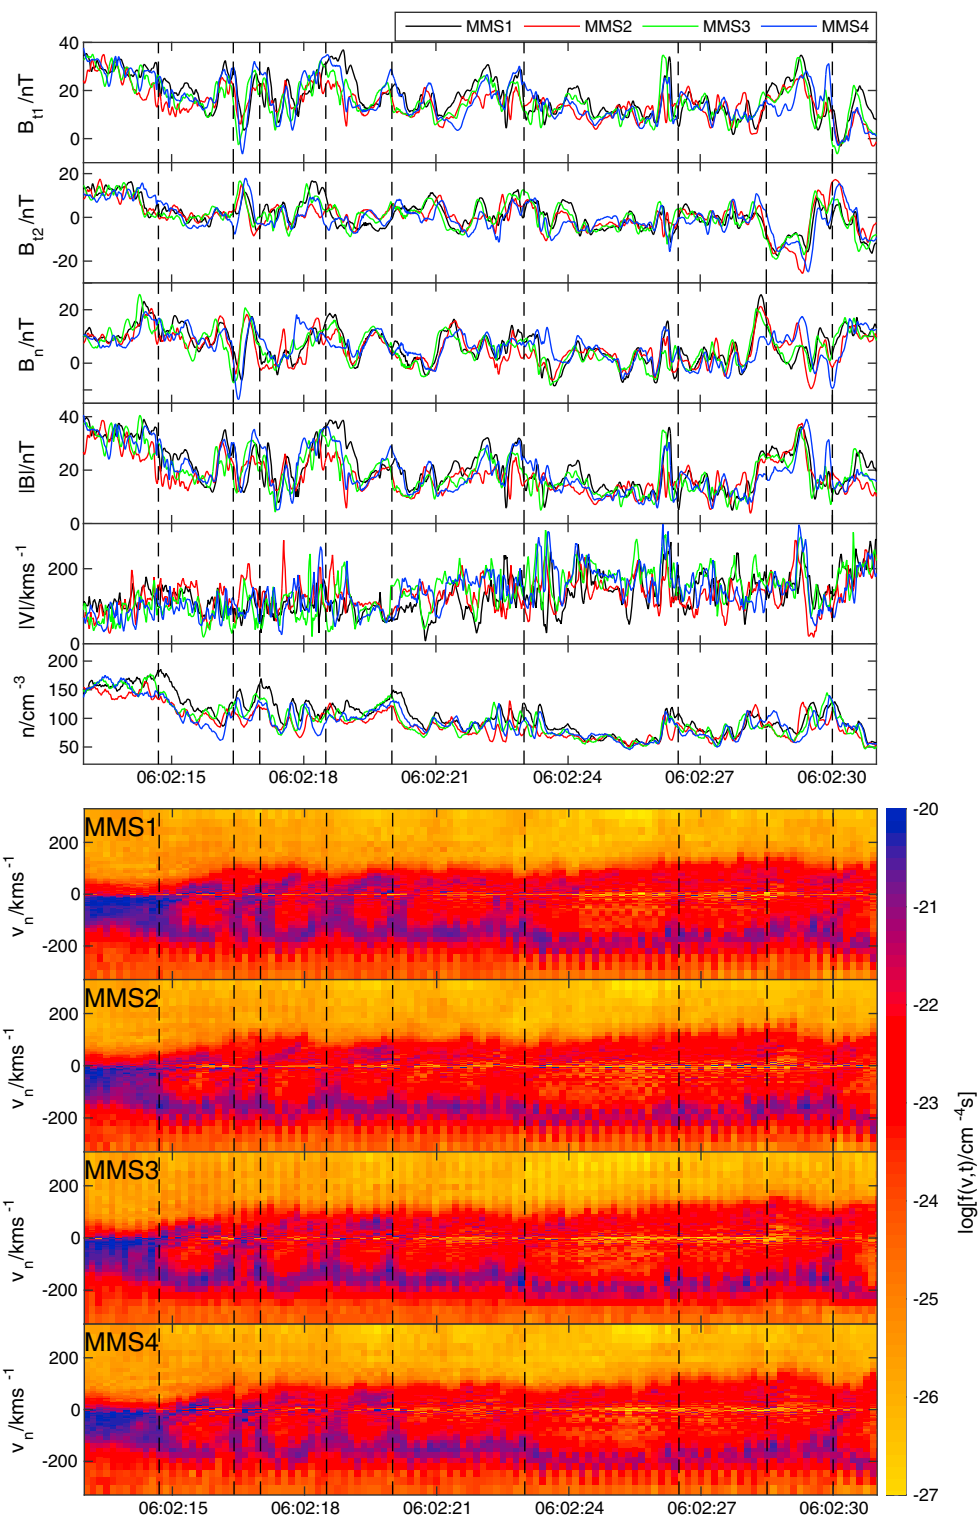 MMS1 MMS2 MMS3 MMS4
40
20
0
B_t1/nT
20
0
-20
B_t2/nT
20
0
B_n/nT
40
20
0
|B|/nT
200
0
|V|/kms^-1
200
150
100
50
n/cm^-3
06:02:15 06:02:18 06:02:21 06:02:24 06:02:27 06:02:30
MMS1
200
0
-200
v_n/kms^-1
MMS2
200
0
-200
v_n/kms^-1
MMS3
200
0
-200
v_n/kms^-1
MMS4
200
0
-200
v_n/kms^-1
06:02:15 06:02:18 06:02:21 06:02:24 06:02:27 06:02:30
-20
-21
-22
-23
-24
-25
-26
-27
log[f(v,t)/cm^-4s]